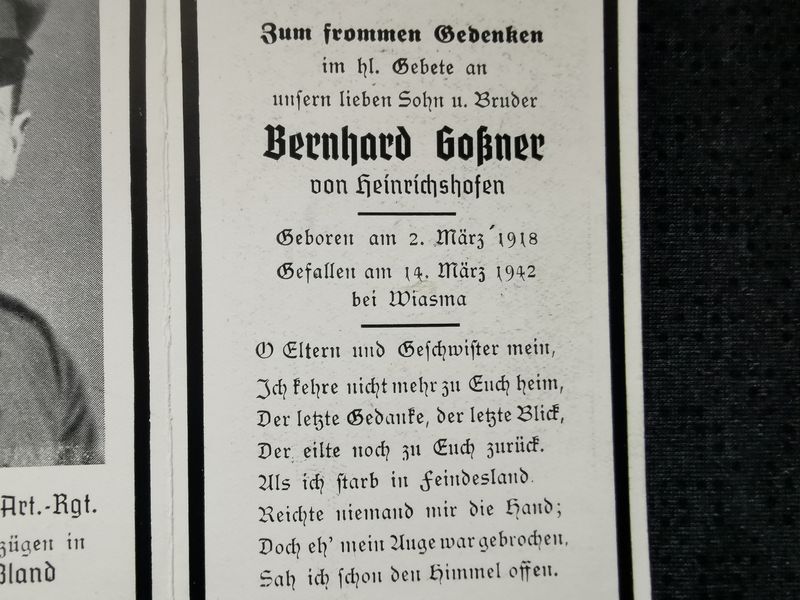 Art.-Rgt.
zügen in
ßland
Zum frommen Gedenken
im hl. Gebete an
unsern lieben Sohn u. Bruder
Bernhard Goßner
von Heinrichshofen
Geboren am 2. März 1918
Gefallen am 14. März 1942
bei Wiasma
O Eltern und Geschwister mein,
Ich kehre nicht mehr zu Euch heim,
Der letzte Gedanke, der letzte Blick,
Der eilte noch zu Euch zurück.
Als ich starb in Feindesland.
Reichte niemand mir die Hand;
Doch eh' mein Auge war gebrochen,
Sah ich schon den Himmel offen.